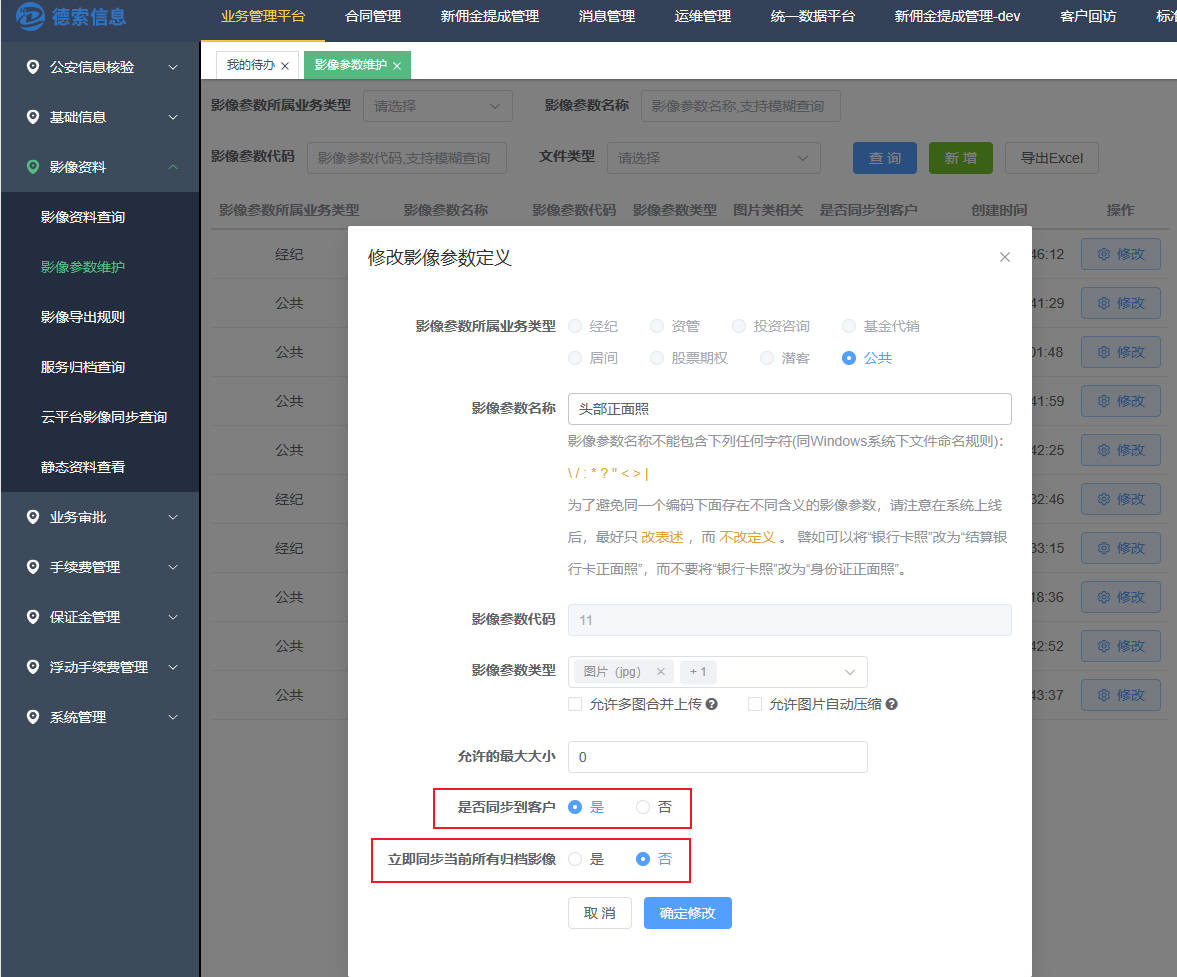 德索信息
业务管理平台 合同管理 新佣金提成管理 消息管理 运维管理 统一数据平台 新佣金提成管理-dev 客户回访 标准
我的待办 × 影像参数维护 ×
公安信息核验
基础信息
影像资料
影像资料查询
影像参数维护
影像导出规则
服务归档查询
云平台影像同步查询
静态资料查看
业务审批
手续费管理
保证金管理
浮动手续费管理
系统管理
影像参数所属业务类型 请选择 影像参数名称 影像参数名称,支持模糊查询
影像参数代码 影像参数代码,支持模糊查询 文件类型 请选择 查 询 新 增 导出Excel
影像参数所属业务类型 影像参数名称 影像参数代码 影像参数类型 图片类相关 是否同步到客户 创建时间 操作
经纪 46:12 修改
公共 41:29 修改
公共 01:48 修改
公共 41:59 修改
公共 42:25 修改
经纪 32:46 修改
经纪 33:15 修改
公共 18:36 修改
公共 42:52 修改
公共 43:37 修改
修改影像参数定义 ×
影像参数所属业务类型 经纪 资管 投资咨询 基金代销
居间 股票期权 潜客 公共
影像参数名称 头部正面照
影像参数名称不能包含下列任何字符(同Windows系统下文件命名规则)：
\ / : * ? " < > |
为了避免同一个编码下面存在不同含义的影像参数，请注意在系统上线
后，最好只 改表述 ，而 不改定义 。 譬如可以将“银行卡照”改为“结算银
行卡正面照”，而不要将“银行卡照”改为“身份证正面照”。
影像参数代码 11
影像参数类型 图片（jpg） × + 1
允许多图合并上传 ? 允许图片自动压缩 ?
允许的最大大小 0
是否同步到客户 是 否
立即同步当前所有归档影像 是 否
取 消 确定修改